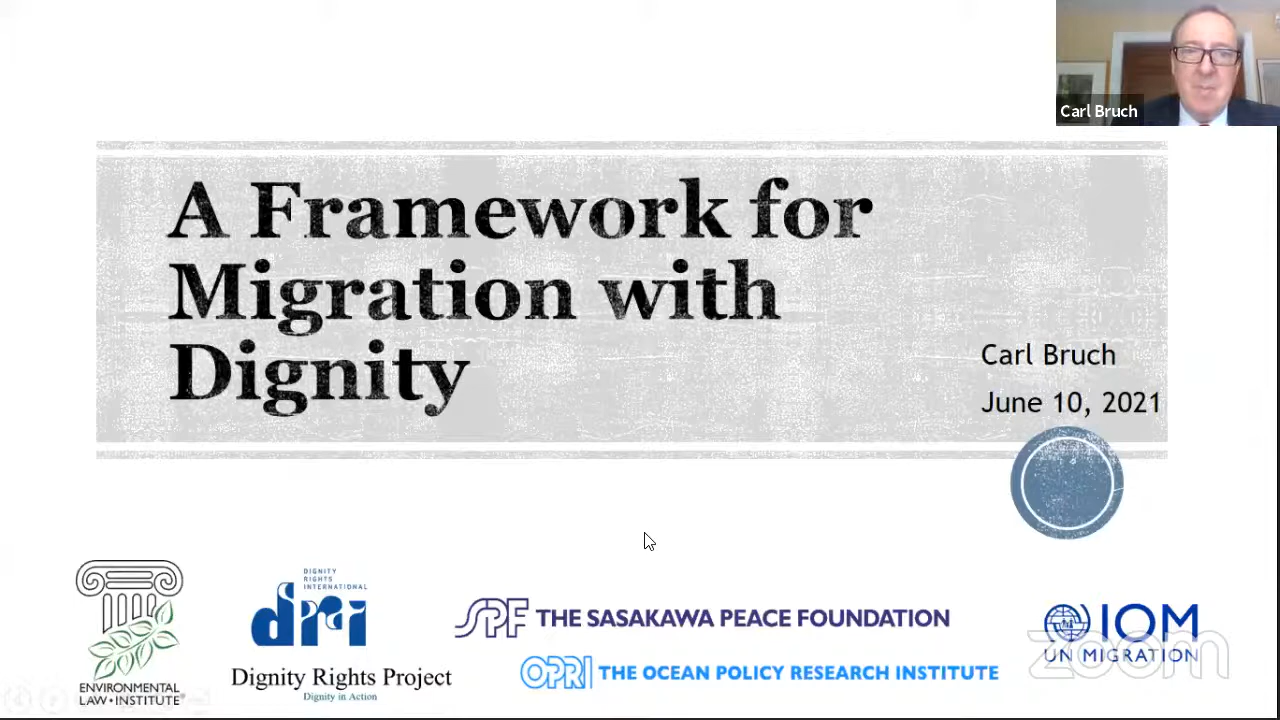 Carl Bruch
A Framework for
Migration with
Dignity
Carl Bruch
June 10, 2021
ENVIRONMENTAL
LAW•INSTITUTE®
DIGNITY
RIGHTS
INTERNATIONAL
dri
Dignity Rights Project
Dignity in Action
SPF THE SASAKAWA PEACE FOUNDATION
OPRI THE OCEAN POLICY RESEARCH INSTITUTE
IOM
UN MIGRATION
zoom